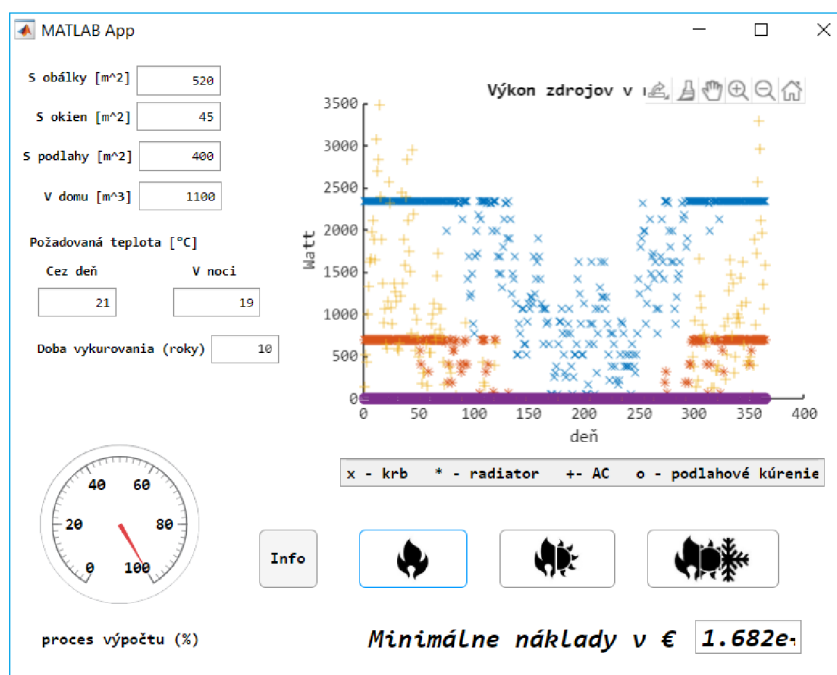 MATLAB App
S obálky [m^2] 520
S okien [m^2] 45
S podlahy [m^2] 400
V domu [m^3] 1100
Požadovaná teplota [°C]
Cez deň V noci
21 19
Doba vykurovania (roky) 10
Výkon zdrojov v
3500
3000
2500
2000
1500
1000
500
0
Watt
0 50 100 150 200 250 300 350 400
deň
x - krb * - radiator +- AC o - podlahové kúrenie
0 20 40 60 80 100
Info
proces výpočtu (%)
Minimálne náklady v € 1.682e